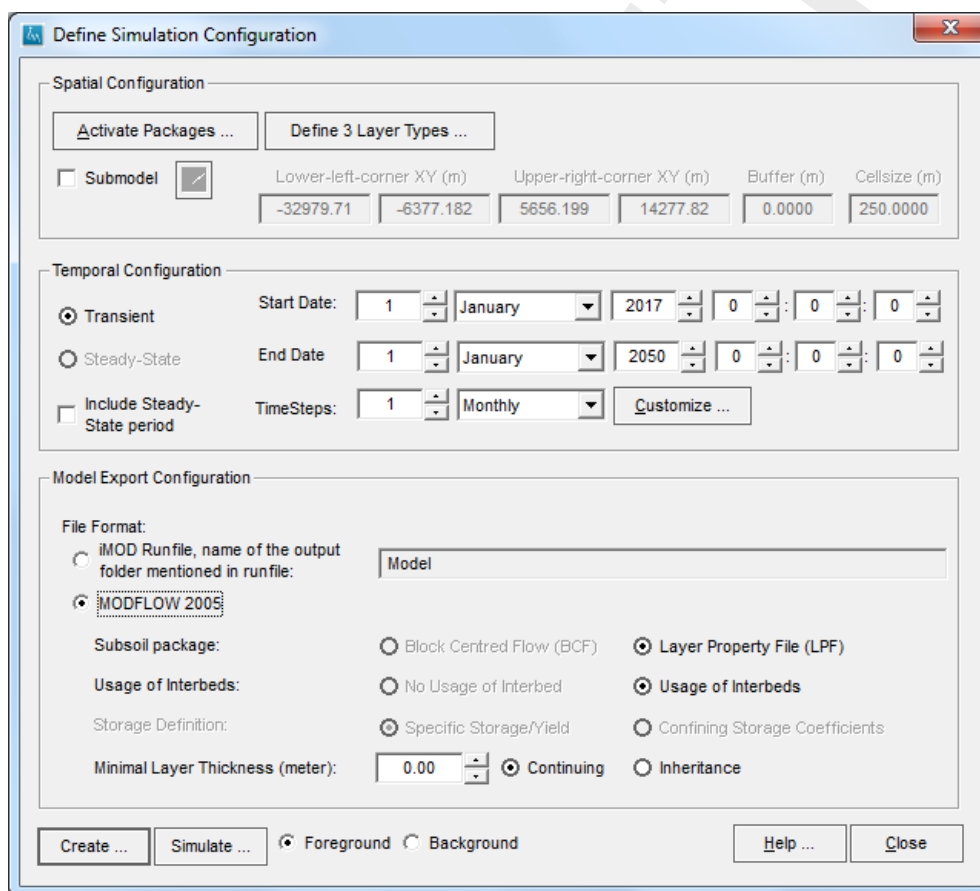 Define Simulation Configuration
Spatial Configuration
Activate Packages ... Define 3 Layer Types ...
Submodel Lower-left-corner XY (m) Upper-right-corner XY (m) Buffer (m) Cellsize (m)
-32979.71 -6377.182 5656.199 14277.82 0.0000 250.0000
Temporal Configuration
Transient Start Date: 1 January 2017 0 : 0 : 0
Steady-State End Date 1 January 2050 0 : 0 : 0
Include Steady-State period TimeSteps: 1 Monthly Customize ...
Model Export Configuration
File Format:
iMOD Runfile, name of the output
folder mentioned in runfile: Model
MODFLOW 2005
Subsoil package: Block Centred Flow (BCF) Layer Property File (LPF)
Usage of Interbeds: No Usage of Interbed Usage of Interbeds
Storage Definition: Specific Storage/Yield Confining Storage Coefficients
Minimal Layer Thickness (meter): 0.00 Continuing Inheritance
Create ... Simulate ... Foreground Background Help ... Close